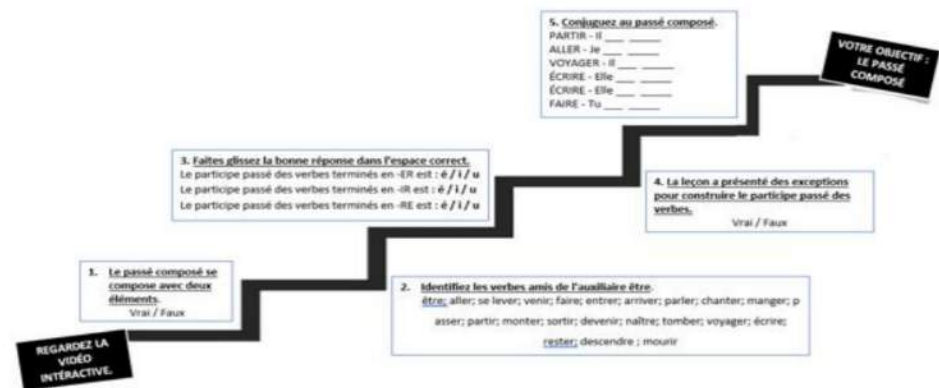 REGARDEZ LA
VIDÉO
INTÉRACTIVE.
1. Le passé composé se
compose avec deux
éléments.
Vrai / Faux
2. Identifiez les verbes amis de l'auxiliaire être.
être; aller; se lever; venir; faire; entrer; arriver; parler; chanter; manger; p
asser; partir; monter; sortir; devenir; naître; tomber; voyager; écrire;
rester; descendre ; mourir
3. Faites glissez la bonne réponse dans l'espace correct.
Le participe passé des verbes terminés en -ER est : é / i / u
Le participe passé des verbes terminés en -IR est : é / i / u
Le participe passé des verbes terminés en -RE est : é / i / u
4. La leçon a présenté des exceptions
pour construire le participe passé des
verbes.
Vrai / Faux
5. Conjuguez au passé composé.
PARTIR - Il ___ _____
ALLER - Je ___ _____
VOYAGER - Il ___ _____
ÉCRIRE - Elle ___ _____
ÉCRIRE - Elle ___ _____
FAIRE - Tu ___ _____
VOTRE OBJECTIF :
LE PASSÉ
COMPOSÉ